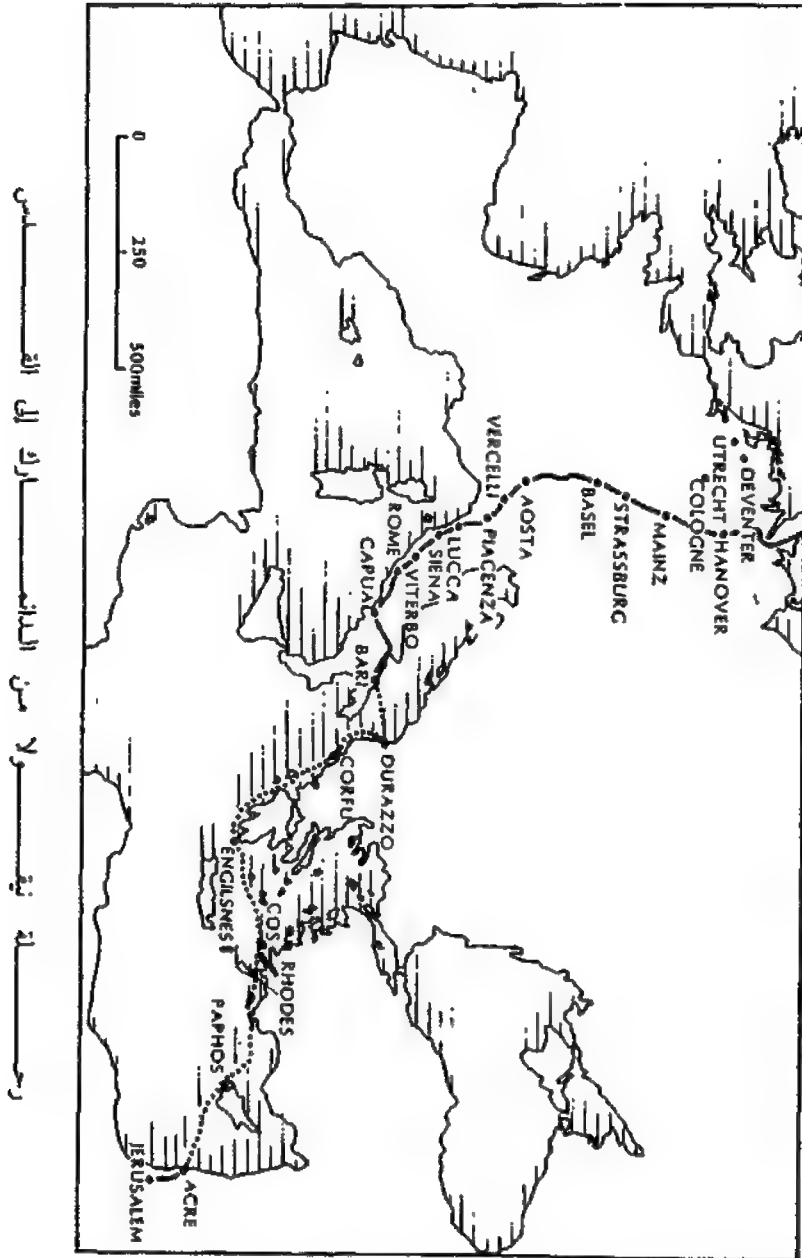 DEVENTER
UTRECHT
HANOVER
COLOGNE
MAINZ
STRASSBURG
BASEL
AOSTA
VERCELLI
PIACENZA
LUCCA
SIENA
VITERBO
ROME
CAPUA
BARI
DURAZZO
CORFU
ENGILSNES
COS
RHODES
PAPHOS
ACRE
JERUSALEM
0 250 500miles
رحلة نيقولا من الدانمارك إلى القدس